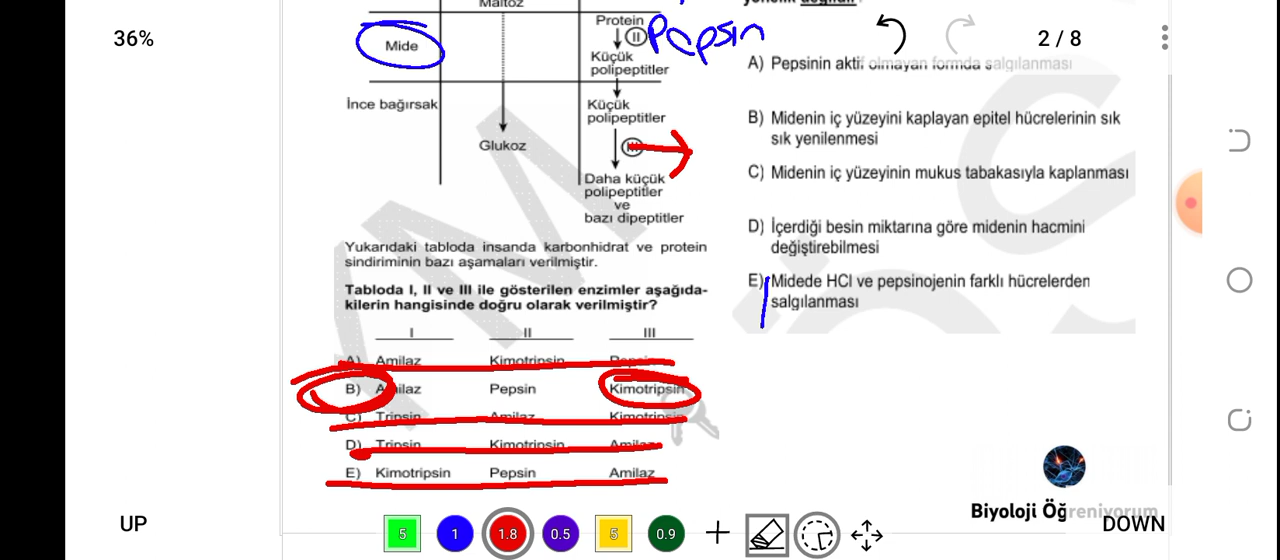 36%
Maltoz
Mide
Protein
II
Pepsin
Küçük
polipeptitler
İnce bağırsak
Küçük
polipeptitler
Glukoz
Daha küçük
polipeptitler
ve
bazı dipeptitler
Yukarıdaki tabloda insanda karbonhidrat ve protein
sindiriminin bazı aşamaları verilmiştir.
Tabloda I, II ve III ile gösterilen enzimler aşağıda-
kilerin hangisinde doğru olarak verilmiştir?
I II III
A) Amilaz Kimotripsin Pepsin
B) Amilaz Pepsin Kimotripsin
C) Tripsin Amilaz Kimotripsin
D) Tripsin Kimotripsin Amilaz
E) Kimotripsin Pepsin Amilaz
2 / 8
A) Pepsinin aktif olmayan formda salgılanması
B) Midenin iç yüzeyini kaplayan epitel hücrelerinin sık
sık yenilenmesi
C) Midenin iç yüzeyinin mukus tabakasıyla kaplanması
D) İçerdiği besin miktarına göre midenin hacmini
değiştirebilmesi
E) Midede HCl ve pepsinojenin farklı hücrelerden
salgılanması
Biyoloji Öğreniyorum
UP
5 1 1.8 0.5 5 0.9
DOWN